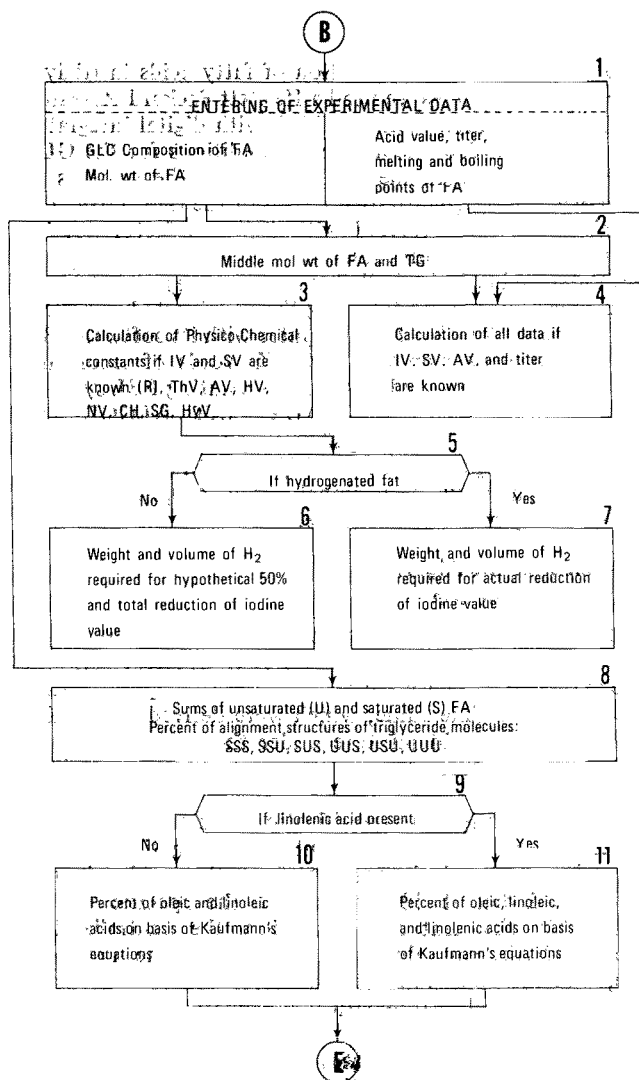 B
1
ENTERING OF EXPERIMENTAL DATA
GLC Composition of FA
Mol. wt of FA
Acid value, titer,
melting and boiling
points of FA
2
Middle mol wt of FA and TG
3
Calculation of Physico-Chemical
constants if IV and SV are
known (R), ThV, AV, HV,
NV, CH, SG, HwV
4
Calculation of all data if
IV, SV, AV, and titer
are known
5
If hydrogenated fat
No
Yes
6
Weight and volume of H2
required for hypothetical 50%
and total reduction of iodine
value
7
Weight and volume of H2
required for actual reduction
of iodine value
8
Sums of unsaturated (U) and saturated (S) FA
Percent of alignment structures of triglyceride molecules:
SSS, SSU, SUS, UUS, USU, UUU
9
If linolenic acid present
No
Yes
10
Percent of oleic and linoleic
acids on basis of Kaufmann's
equations
11
Percent of oleic, linoleic,
and linolenic acids on basis
of Kaufmann's equations
E